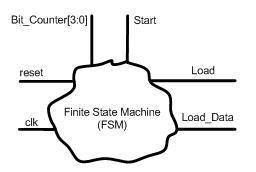 Bit_Counter[3:0]
Start
reset
Load
Finite State Machine
(FSM)
clk
Load_Data